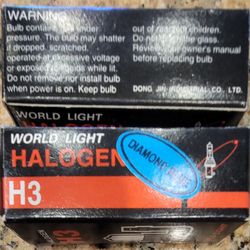 WARNING
Bulb contains gas under
pressure. The bulb may shatter
it dropped, scratched,
operated at excessive voltage
or exposed to liquids while lit.
Do not remove nor install bulb
when power is on. Keep bulb
out of reach of children.
Do not touch the glass.
Review your owner's manual
before replacing bulb
DONG JIN INDUSTRIAL CO., LTD.
WORLD LIGHT
WORLD LIGHT
HALOGEN
H3
DIAMOND
H3